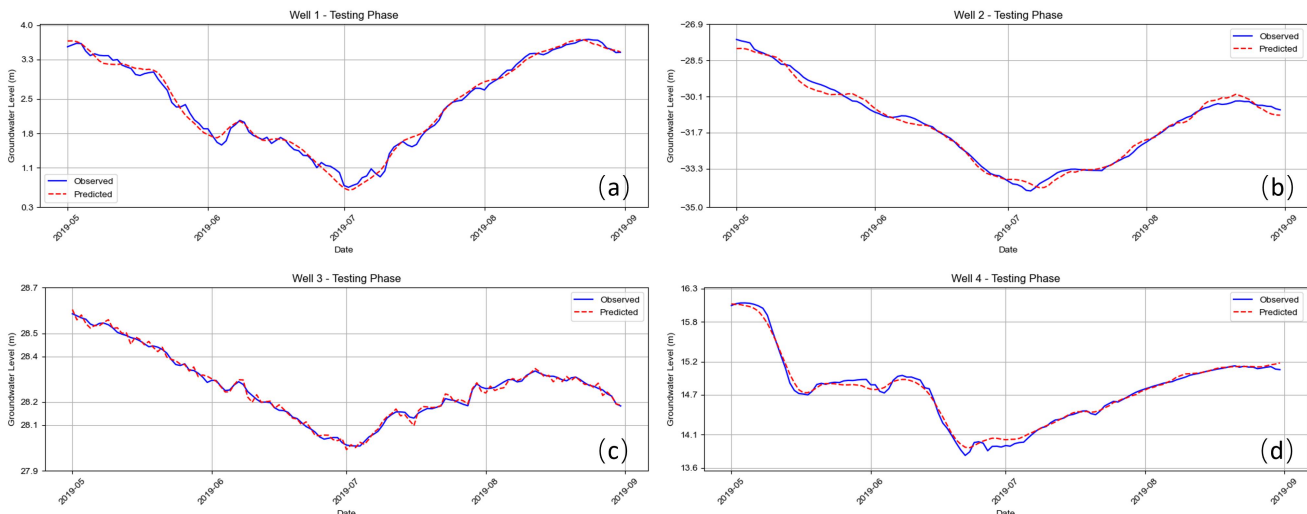 Well 1 - Testing Phase
Groundwater Level (m)
4.0
3.3
2.5
1.8
1.1
0.3
Observed
Predicted
(a)
2019-05
2019-06
2019-07
2019-08
2019-09
Date
Well 2 - Testing Phase
Groundwater Level (m)
−26.9
−28.5
−30.1
−31.7
−33.3
−35.0
Observed
Predicted
(b)
2019-05
2019-06
2019-07
2019-08
2019-09
Date
Well 3 - Testing Phase
Groundwater Level (m)
28.7
28.5
28.4
28.2
28.1
27.9
Observed
Predicted
(c)
2019-05
2019-06
2019-07
2019-08
2019-09
Date
Well 4 - Testing Phase
Groundwater Level (m)
16.3
15.8
15.2
14.7
14.1
13.6
Observed
Predicted
(d)
2019-05
2019-06
2019-07
2019-08
2019-09
Date